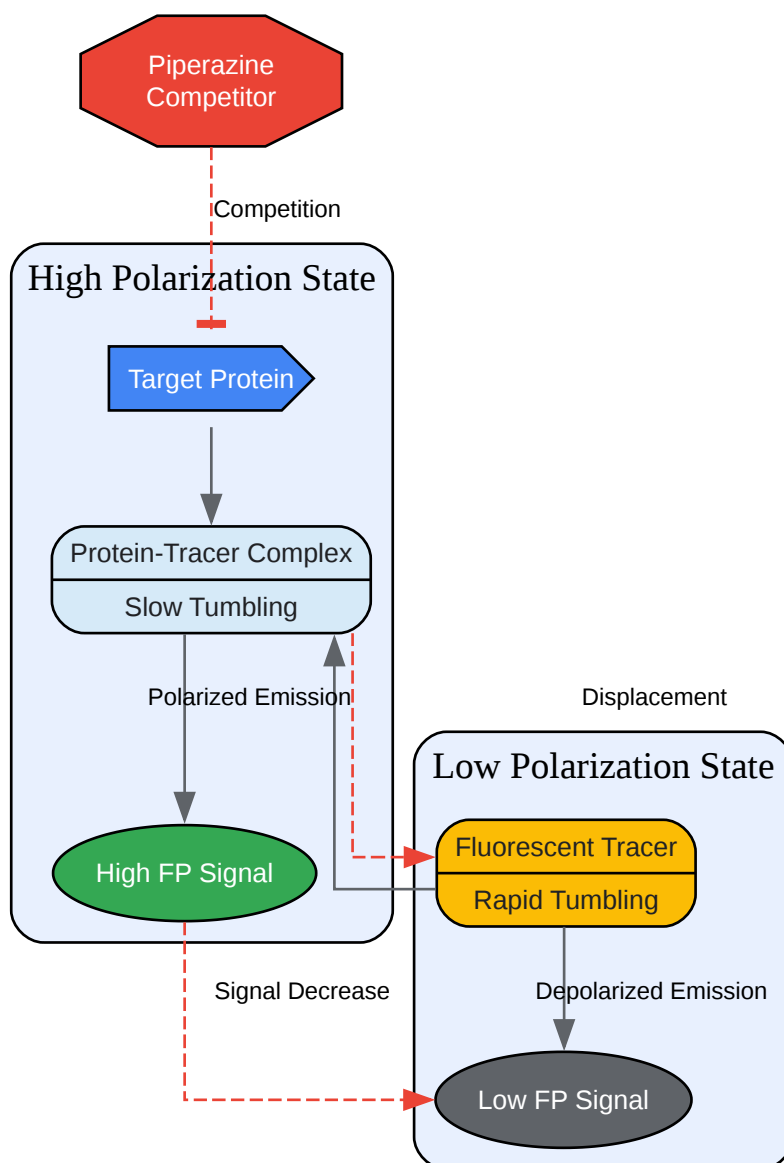 Piperazine
Competitor
Competition
High Polarization State
Target Protein
Protein-Tracer Complex
Slow Tumbling
Polarized Emission
Displacement
Low Polarization State
Fluorescent Tracer
High FP Signal
Rapid Tumbling
Signal Decrease
Depolarized Emission
Low FP Signal